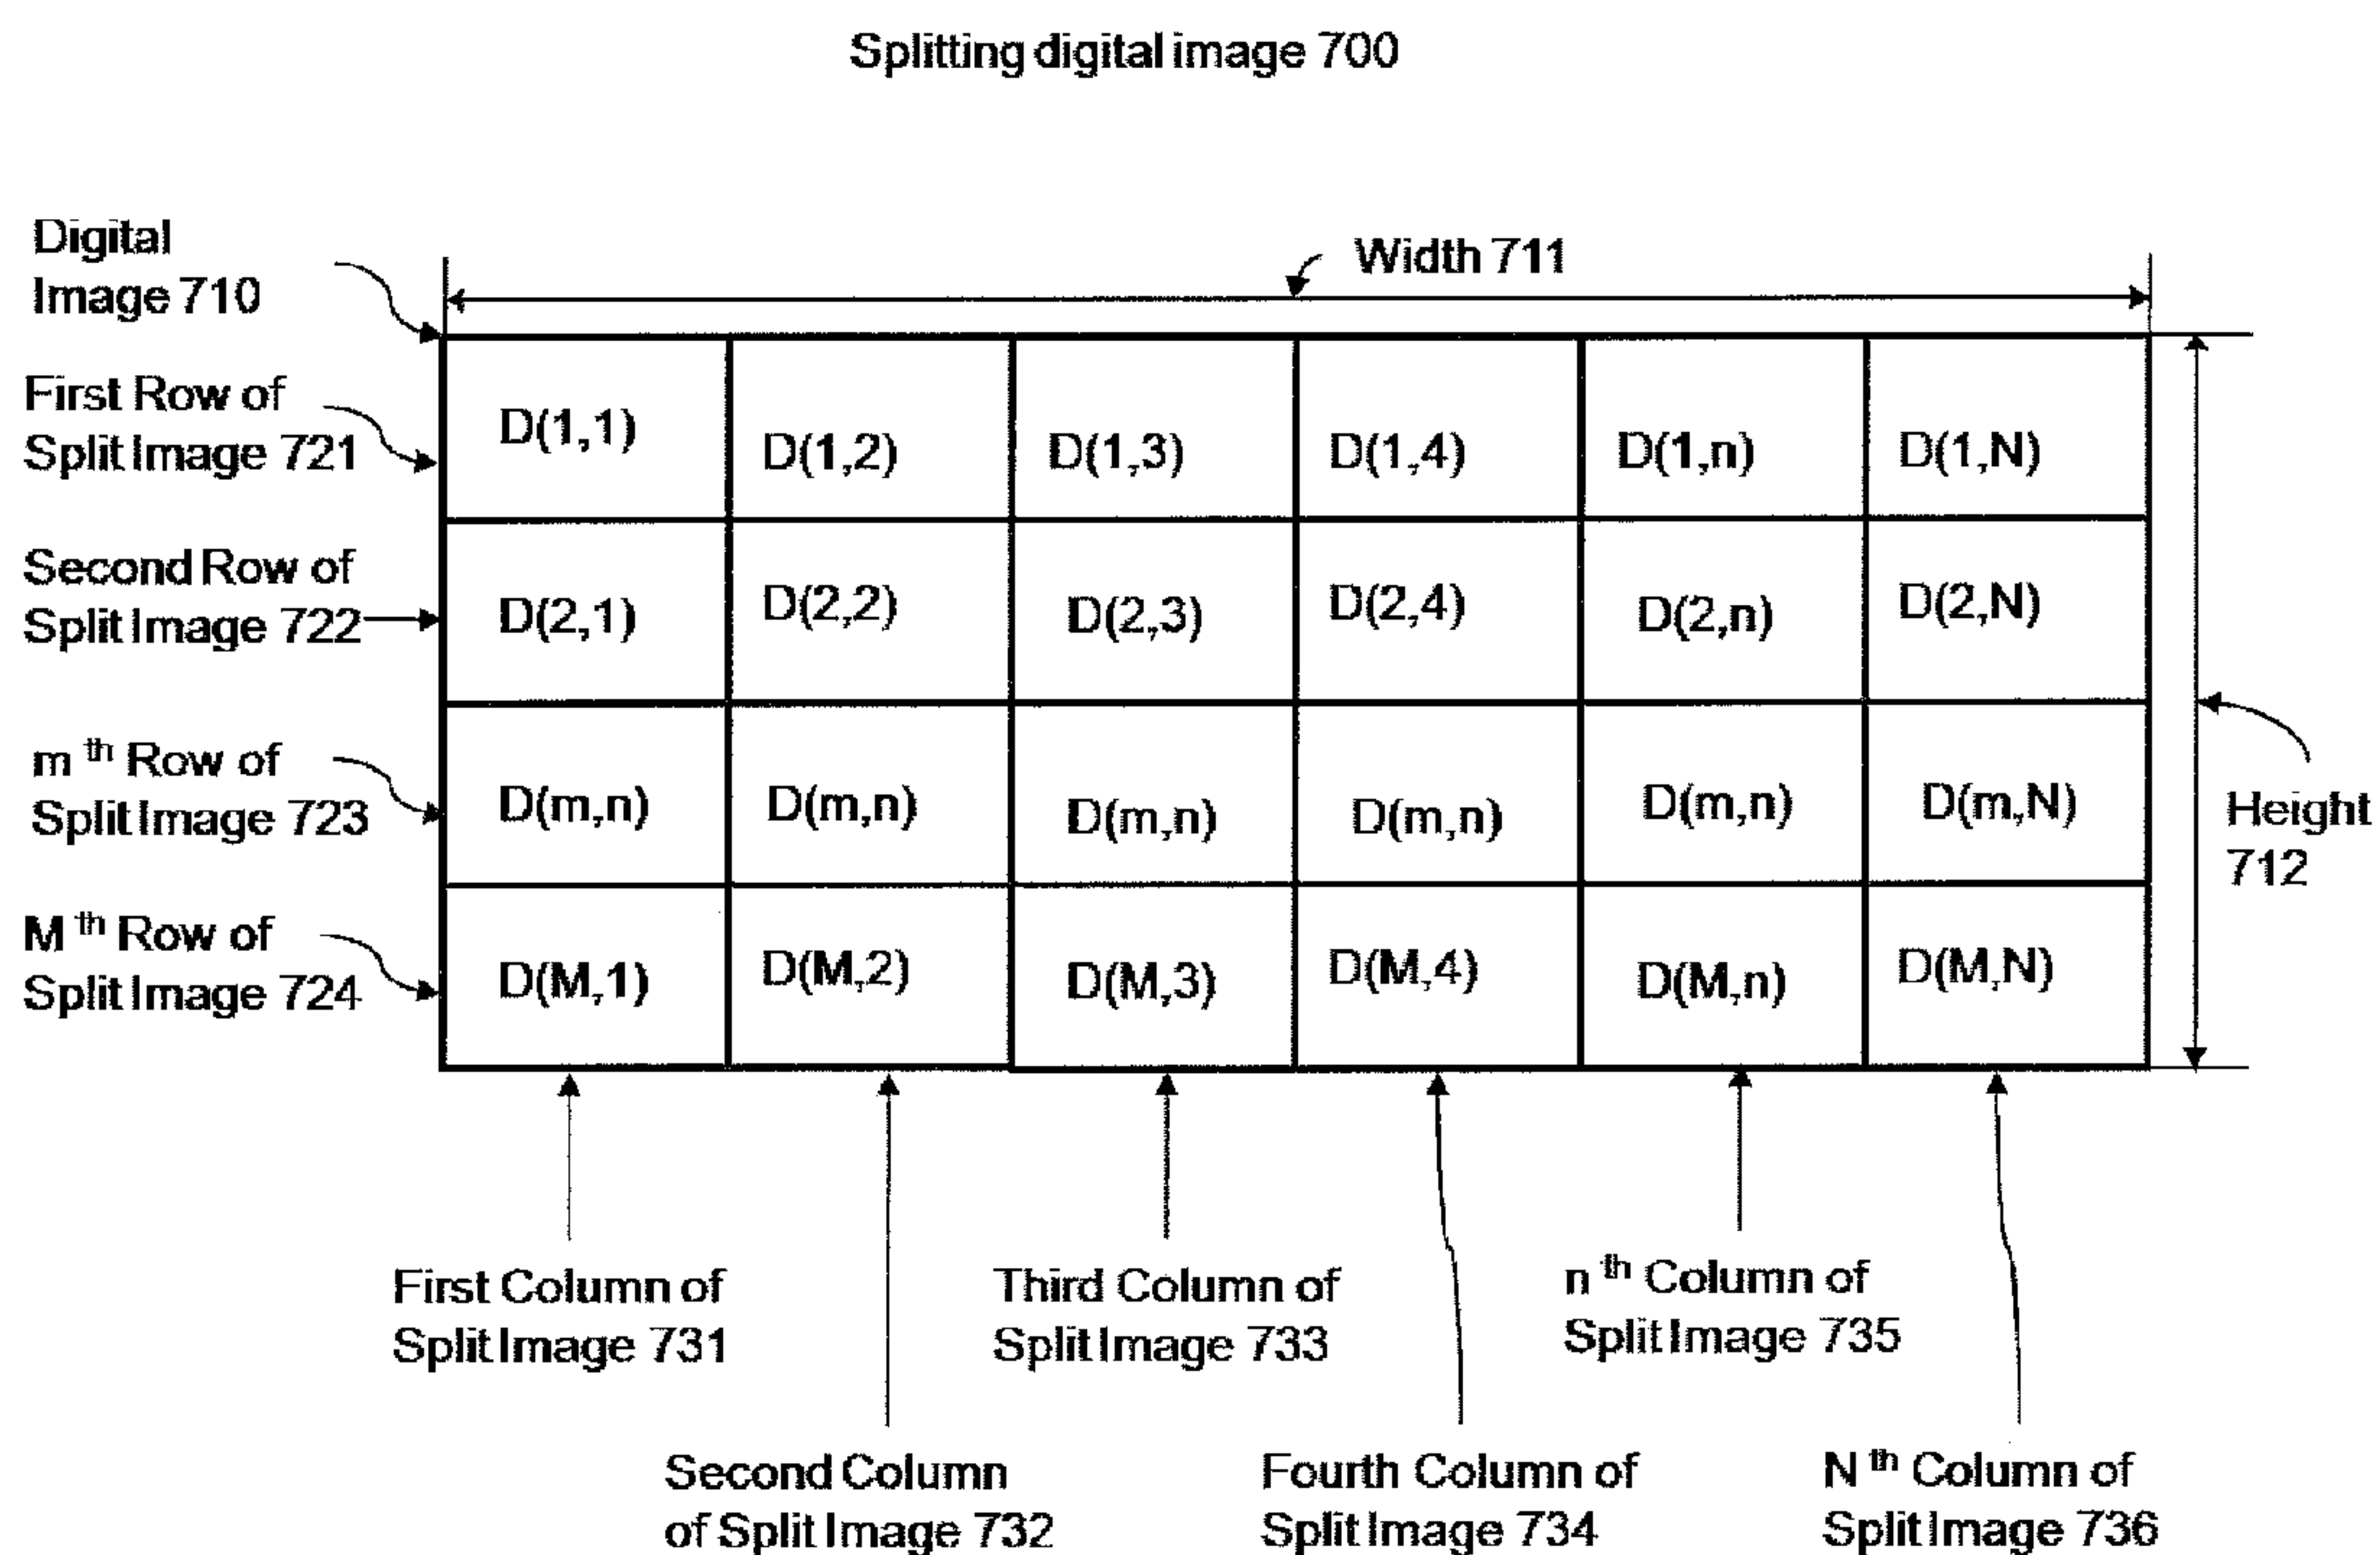 Splitting digital image 700
Digital
Image 710
Width 711
First Row of
Split Image 721
D(1,1) D(1,2) D(1,3) D(1,4) D(1,n) D(1,N)
Second Row of
Split Image 722
D(2,1) D(2,2) D(2,3) D(2,4) D(2,n) D(2,N)
m th Row of
Split Image 723
D(m,n) D(m,n) D(m,n) D(m,n) D(m,n) D(m,N)
Height
712
M th Row of
Split Image 724
D(M,1) D(M,2) D(M,3) D(M,4) D(M,n) D(M,N)
First Column of
Split Image 731
Third Column of
Split Image 733
n th Column of
Split Image 735
Second Column
of Split Image 732
Fourth Column of
Split Image 734
N th Column of
Split Image 736